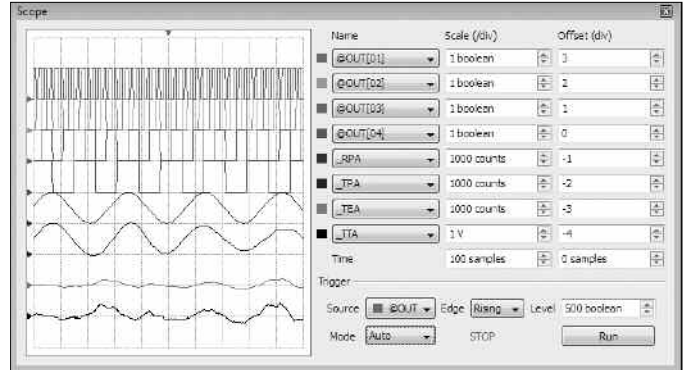 Scope
Name Scale (/div) Offset (div)
@OUT[01] 1 boolean 3
@OUT[02] 1 boolean 2
@OUT[03] 1 boolean 1
@OUT[04] 1 boolean 0
_RPA 1000 counts -1
_TPA 1000 counts -2
_TEA 1000 counts -3
_TTA 1 V -4
Time 100 samples 0 samples
Trigger
Source @OUT Edge Rising Level 500 boolean
Mode Auto STOP Run